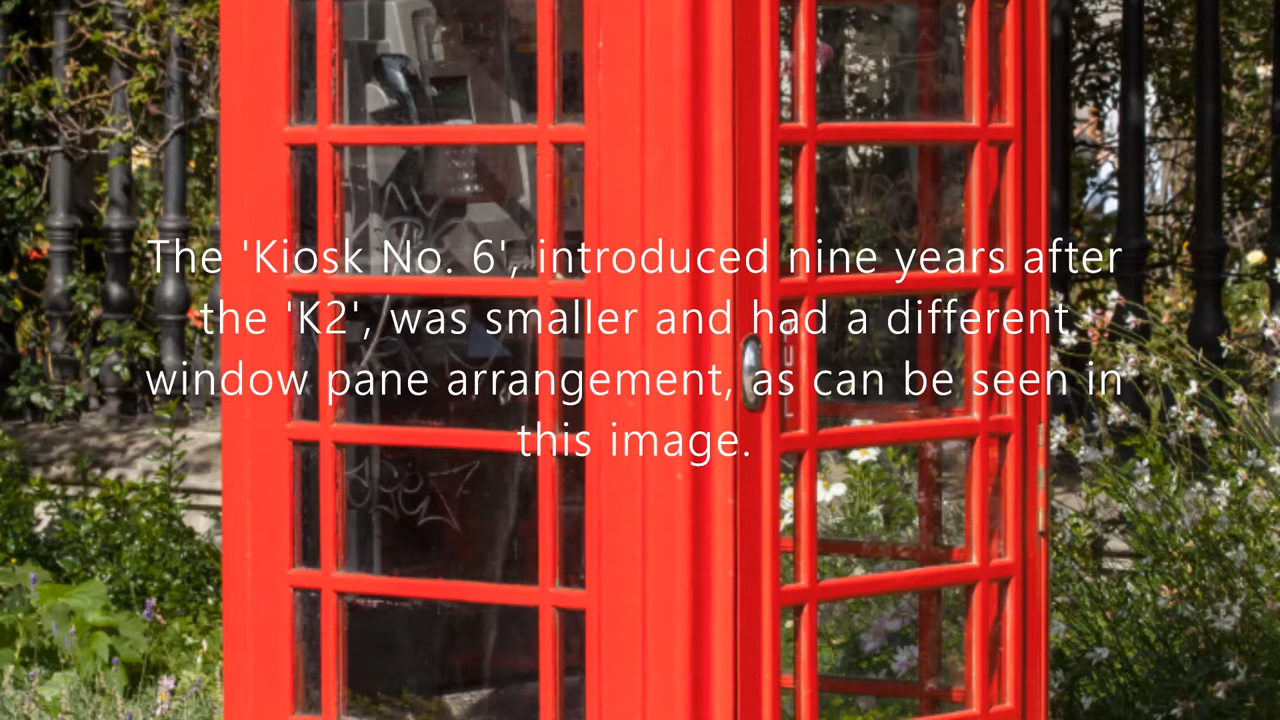 The 'Kiosk No. 6', introduced nine years after
the 'K2', was smaller and had a different
window pane arrangement, as can be seen in
this image.